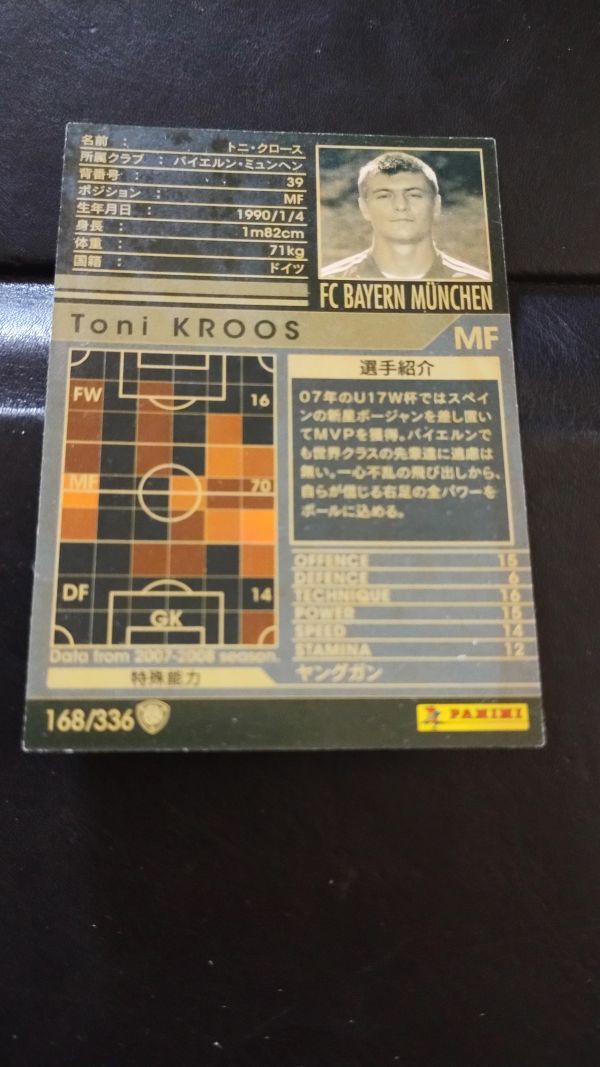 名前 : トニ・クロース
所属クラブ : バイエルン・ミュンヘン
背番号 : 39
ポジション : MF
生年月日 : 1990/1/4
身長 : 1m82cm
体重 : 71kg
国籍 : ドイツ
FC BAYERN MÜNCHEN
Toni KROOS
MF
FW 16
MF 70
DF 14
GK
Data from 2007-2008 season.
選手紹介
07年のU17W杯ではスペイ
ンの新星ボージャンを差し置い
てMVPを獲得。バイエルンで
も世界クラスの先輩達に遠慮は
無い。一心不乱の飛び出しから、
自らが信じる右足の全パワーを
ボールに込める。
OFFENCE 15
DEFENCE 6
TECHNIQUE 16
POWER 15
SPEED 14
STAMINA 12
特殊能力 ヤングガン
168/336
PANINI